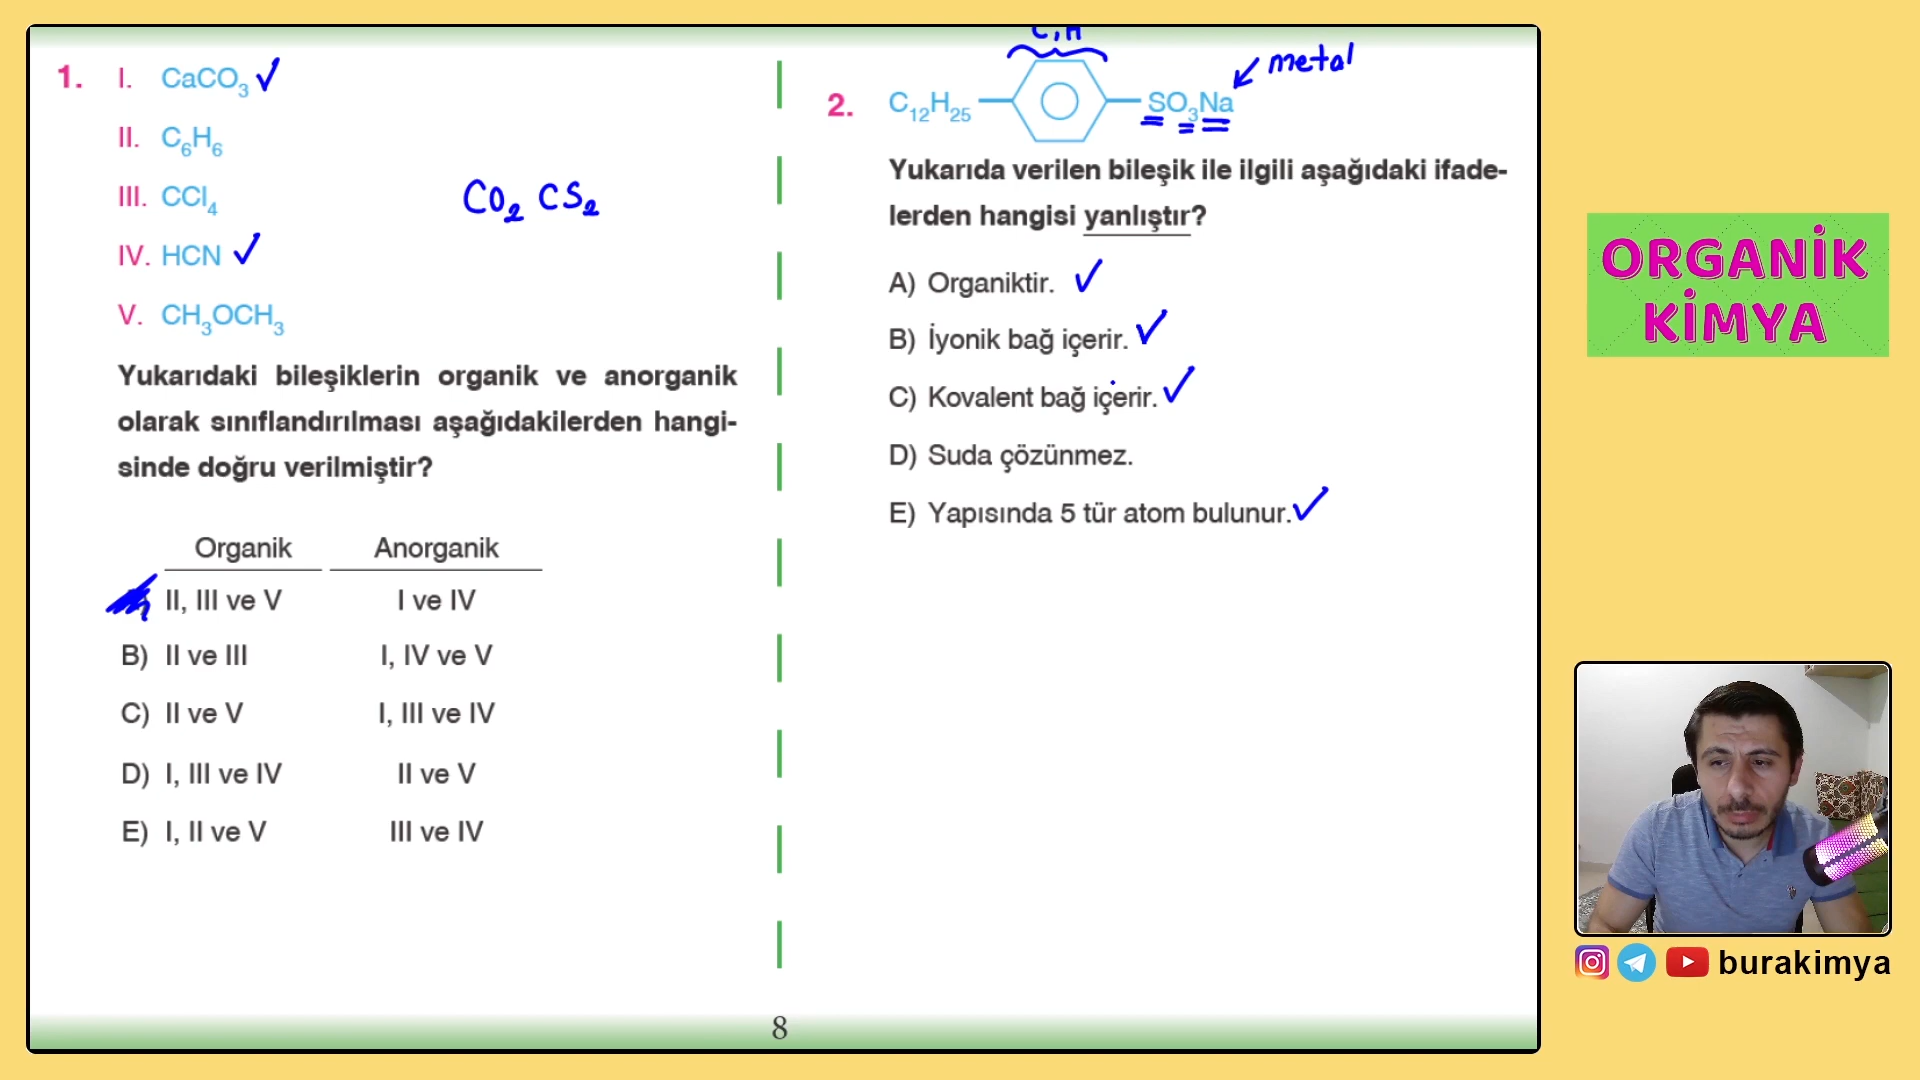 1. I. CaCO3 ✓
II. C6H6
III. CCl4
CO2 CS2
IV. HCN ✓
V. CH3OCH3
Yukarıdaki bileşiklerin organik ve anorganik
olarak sınıflandırılması aşağıdakilerden hangi-
sinde doğru verilmiştir?
Organik Anorganik
II, III ve V I ve IV
B) II ve III I, IV ve V
C) II ve V I, III ve IV
D) I, III ve IV II ve V
E) I, II ve V III ve IV
C, H
metal
2. C12H25 SO3Na
Yukarıda verilen bileşik ile ilgili aşağıdaki ifade-
lerden hangisi yanlıştır?
A) Organiktir. ✓
B) İyonik bağ içerir. ✓
C) Kovalent bağ içerir. ✓
D) Suda çözünmez.
E) Yapısında 5 tür atom bulunur. ✓
8
ORGANİK
KİMYA
burakimya